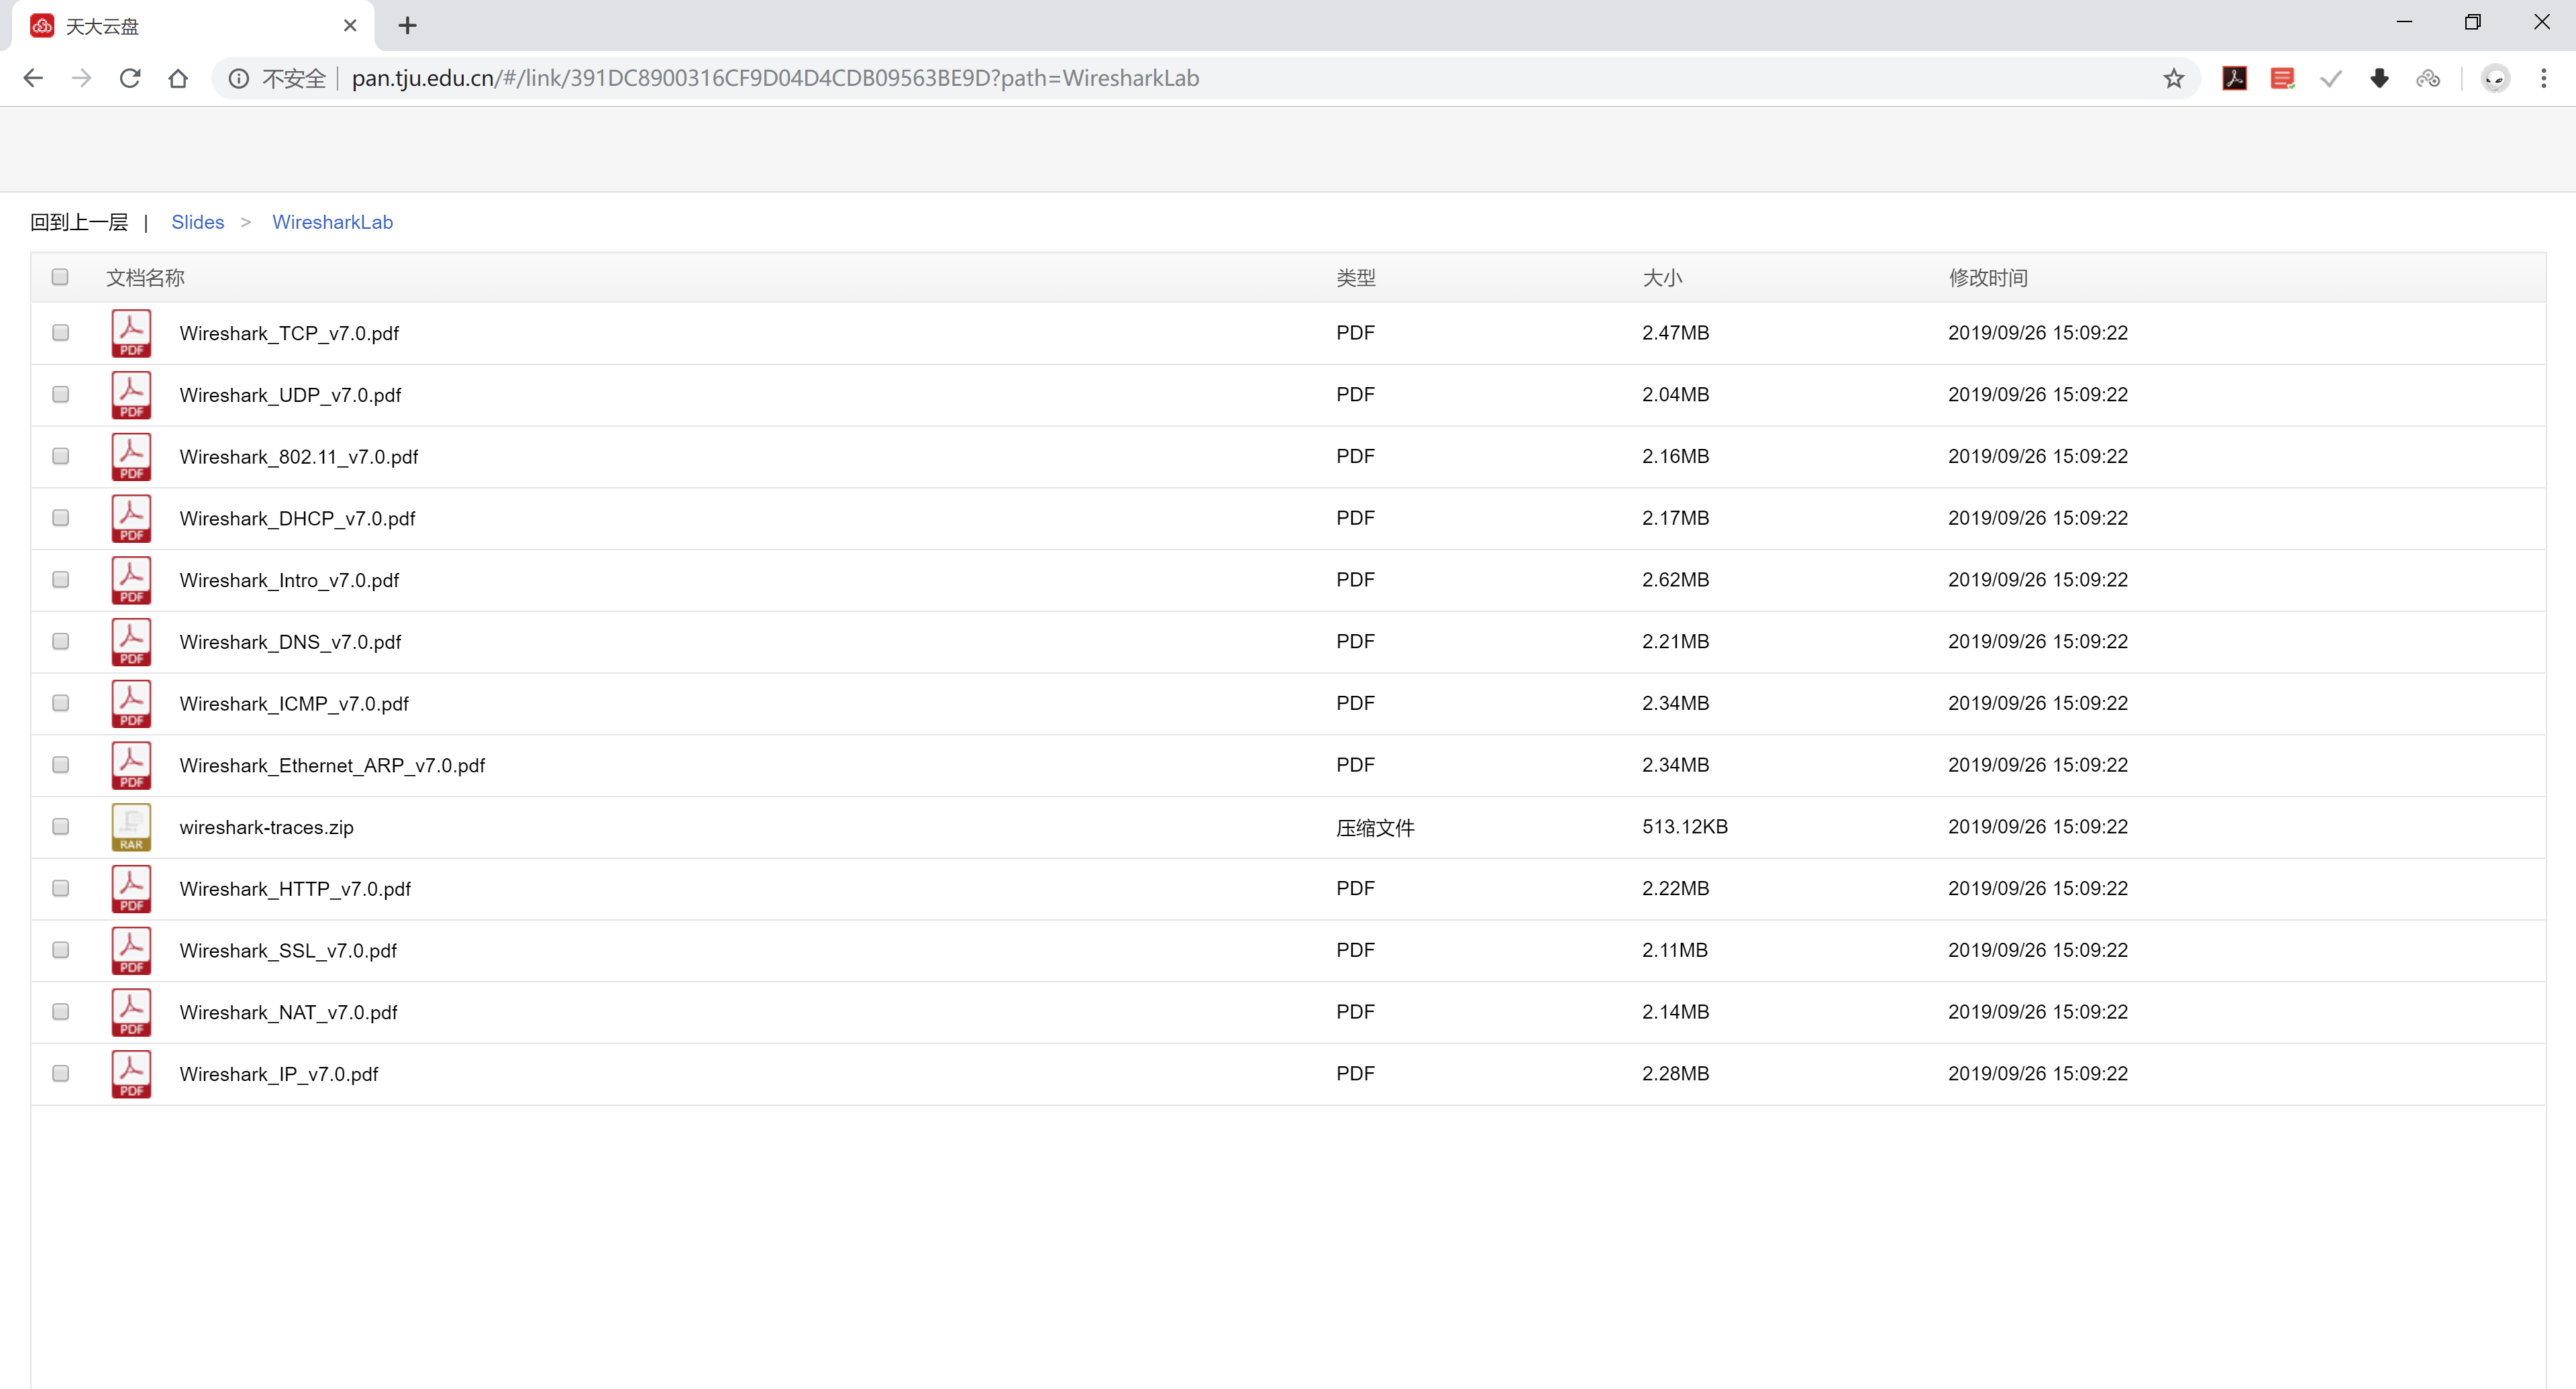 天大云盘
不安全 | pan.tju.edu.cn/#/link/391DC8900316CF9D04D4CDB09563BE9D?path=WiresharkLab
回到上一层 | Slides > WiresharkLab
文档名称 类型 大小 修改时间
PDF Wireshark_TCP_v7.0.pdf PDF 2.47MB 2019/09/26 15:09:22
PDF Wireshark_UDP_v7.0.pdf PDF 2.04MB 2019/09/26 15:09:22
PDF Wireshark_802.11_v7.0.pdf PDF 2.16MB 2019/09/26 15:09:22
PDF Wireshark_DHCP_v7.0.pdf PDF 2.17MB 2019/09/26 15:09:22
PDF Wireshark_Intro_v7.0.pdf PDF 2.62MB 2019/09/26 15:09:22
PDF Wireshark_DNS_v7.0.pdf PDF 2.21MB 2019/09/26 15:09:22
PDF Wireshark_ICMP_v7.0.pdf PDF 2.34MB 2019/09/26 15:09:22
PDF Wireshark_Ethernet_ARP_v7.0.pdf PDF 2.34MB 2019/09/26 15:09:22
RAR wireshark-traces.zip 压缩文件 513.12KB 2019/09/26 15:09:22
PDF Wireshark_HTTP_v7.0.pdf PDF 2.22MB 2019/09/26 15:09:22
PDF Wireshark_SSL_v7.0.pdf PDF 2.11MB 2019/09/26 15:09:22
PDF Wireshark_NAT_v7.0.pdf PDF 2.14MB 2019/09/26 15:09:22
PDF Wireshark_IP_v7.0.pdf PDF 2.28MB 2019/09/26 15:09:22